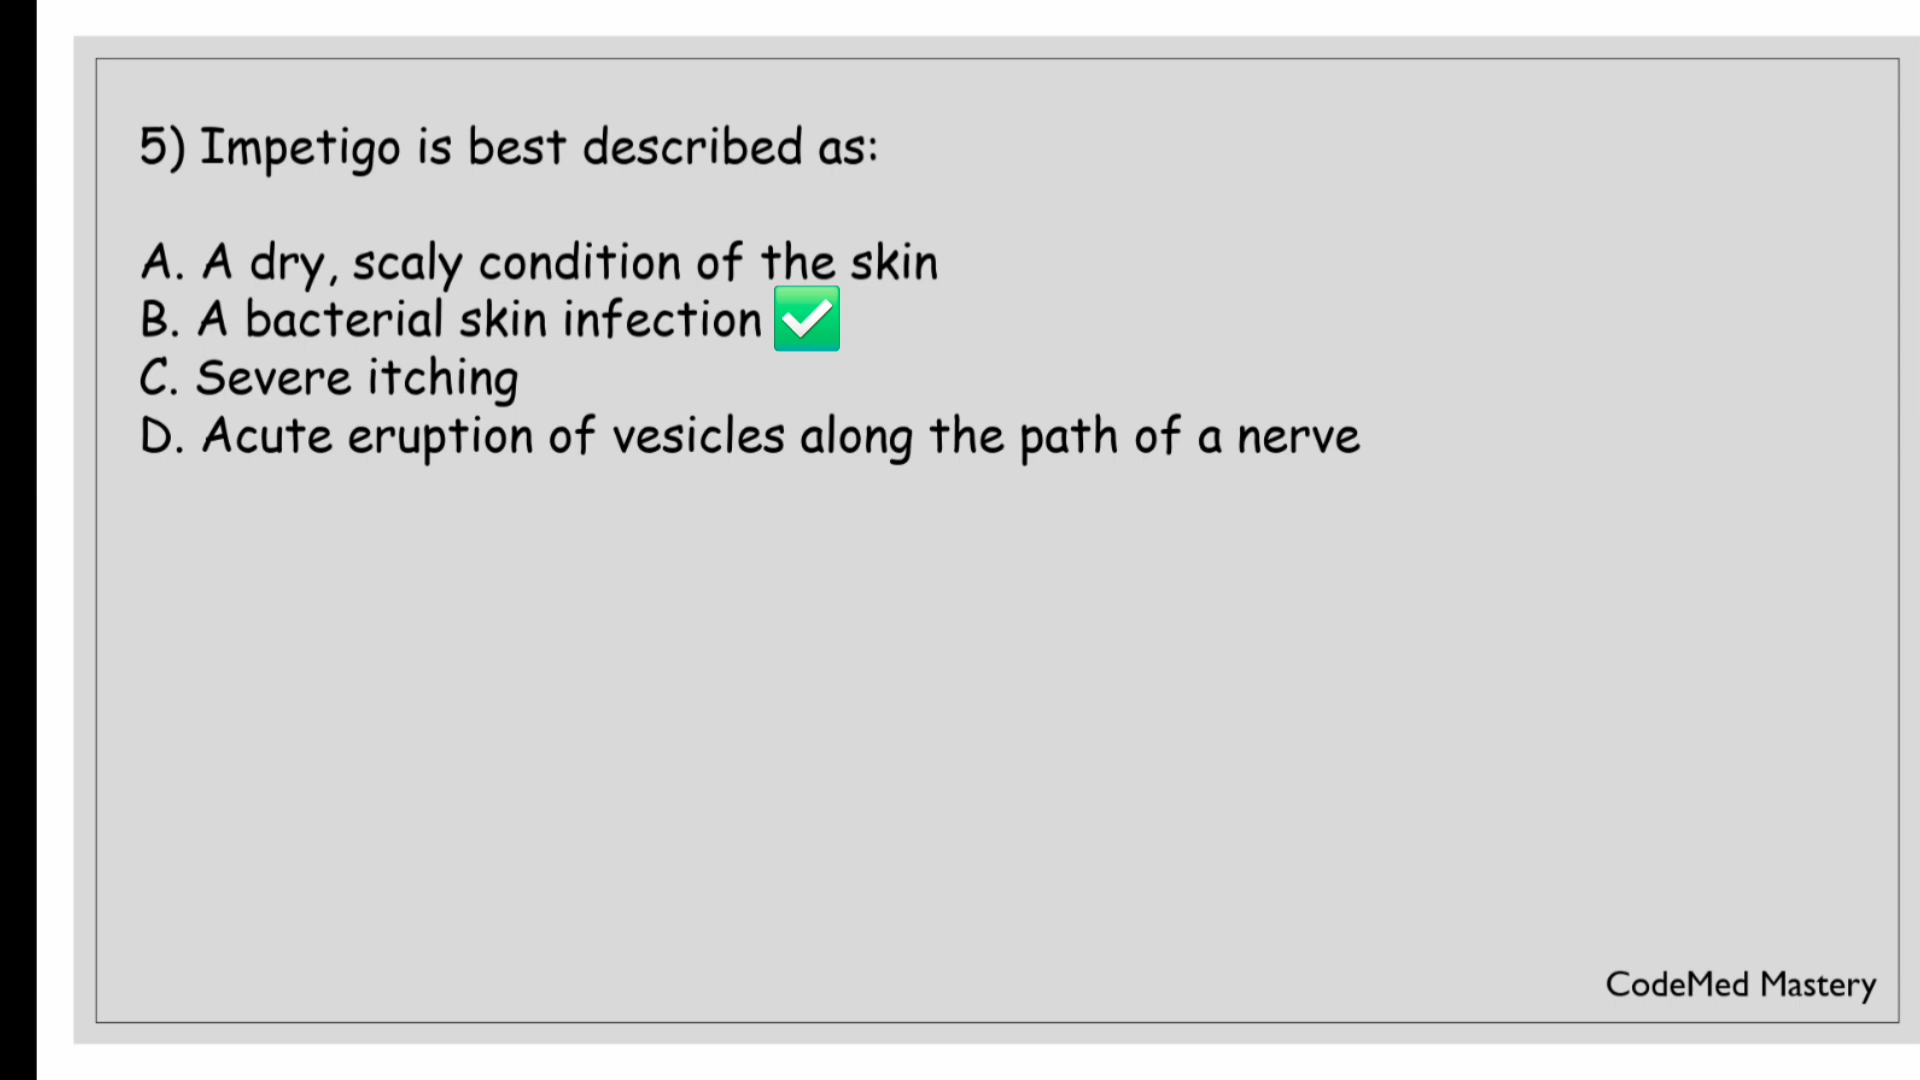 5) Impetigo is best described as:
A. A dry, scaly condition of the skin
B. A bacterial skin infection ✅
C. Severe itching
D. Acute eruption of vesicles along the path of a nerve
CodeMed Mastery